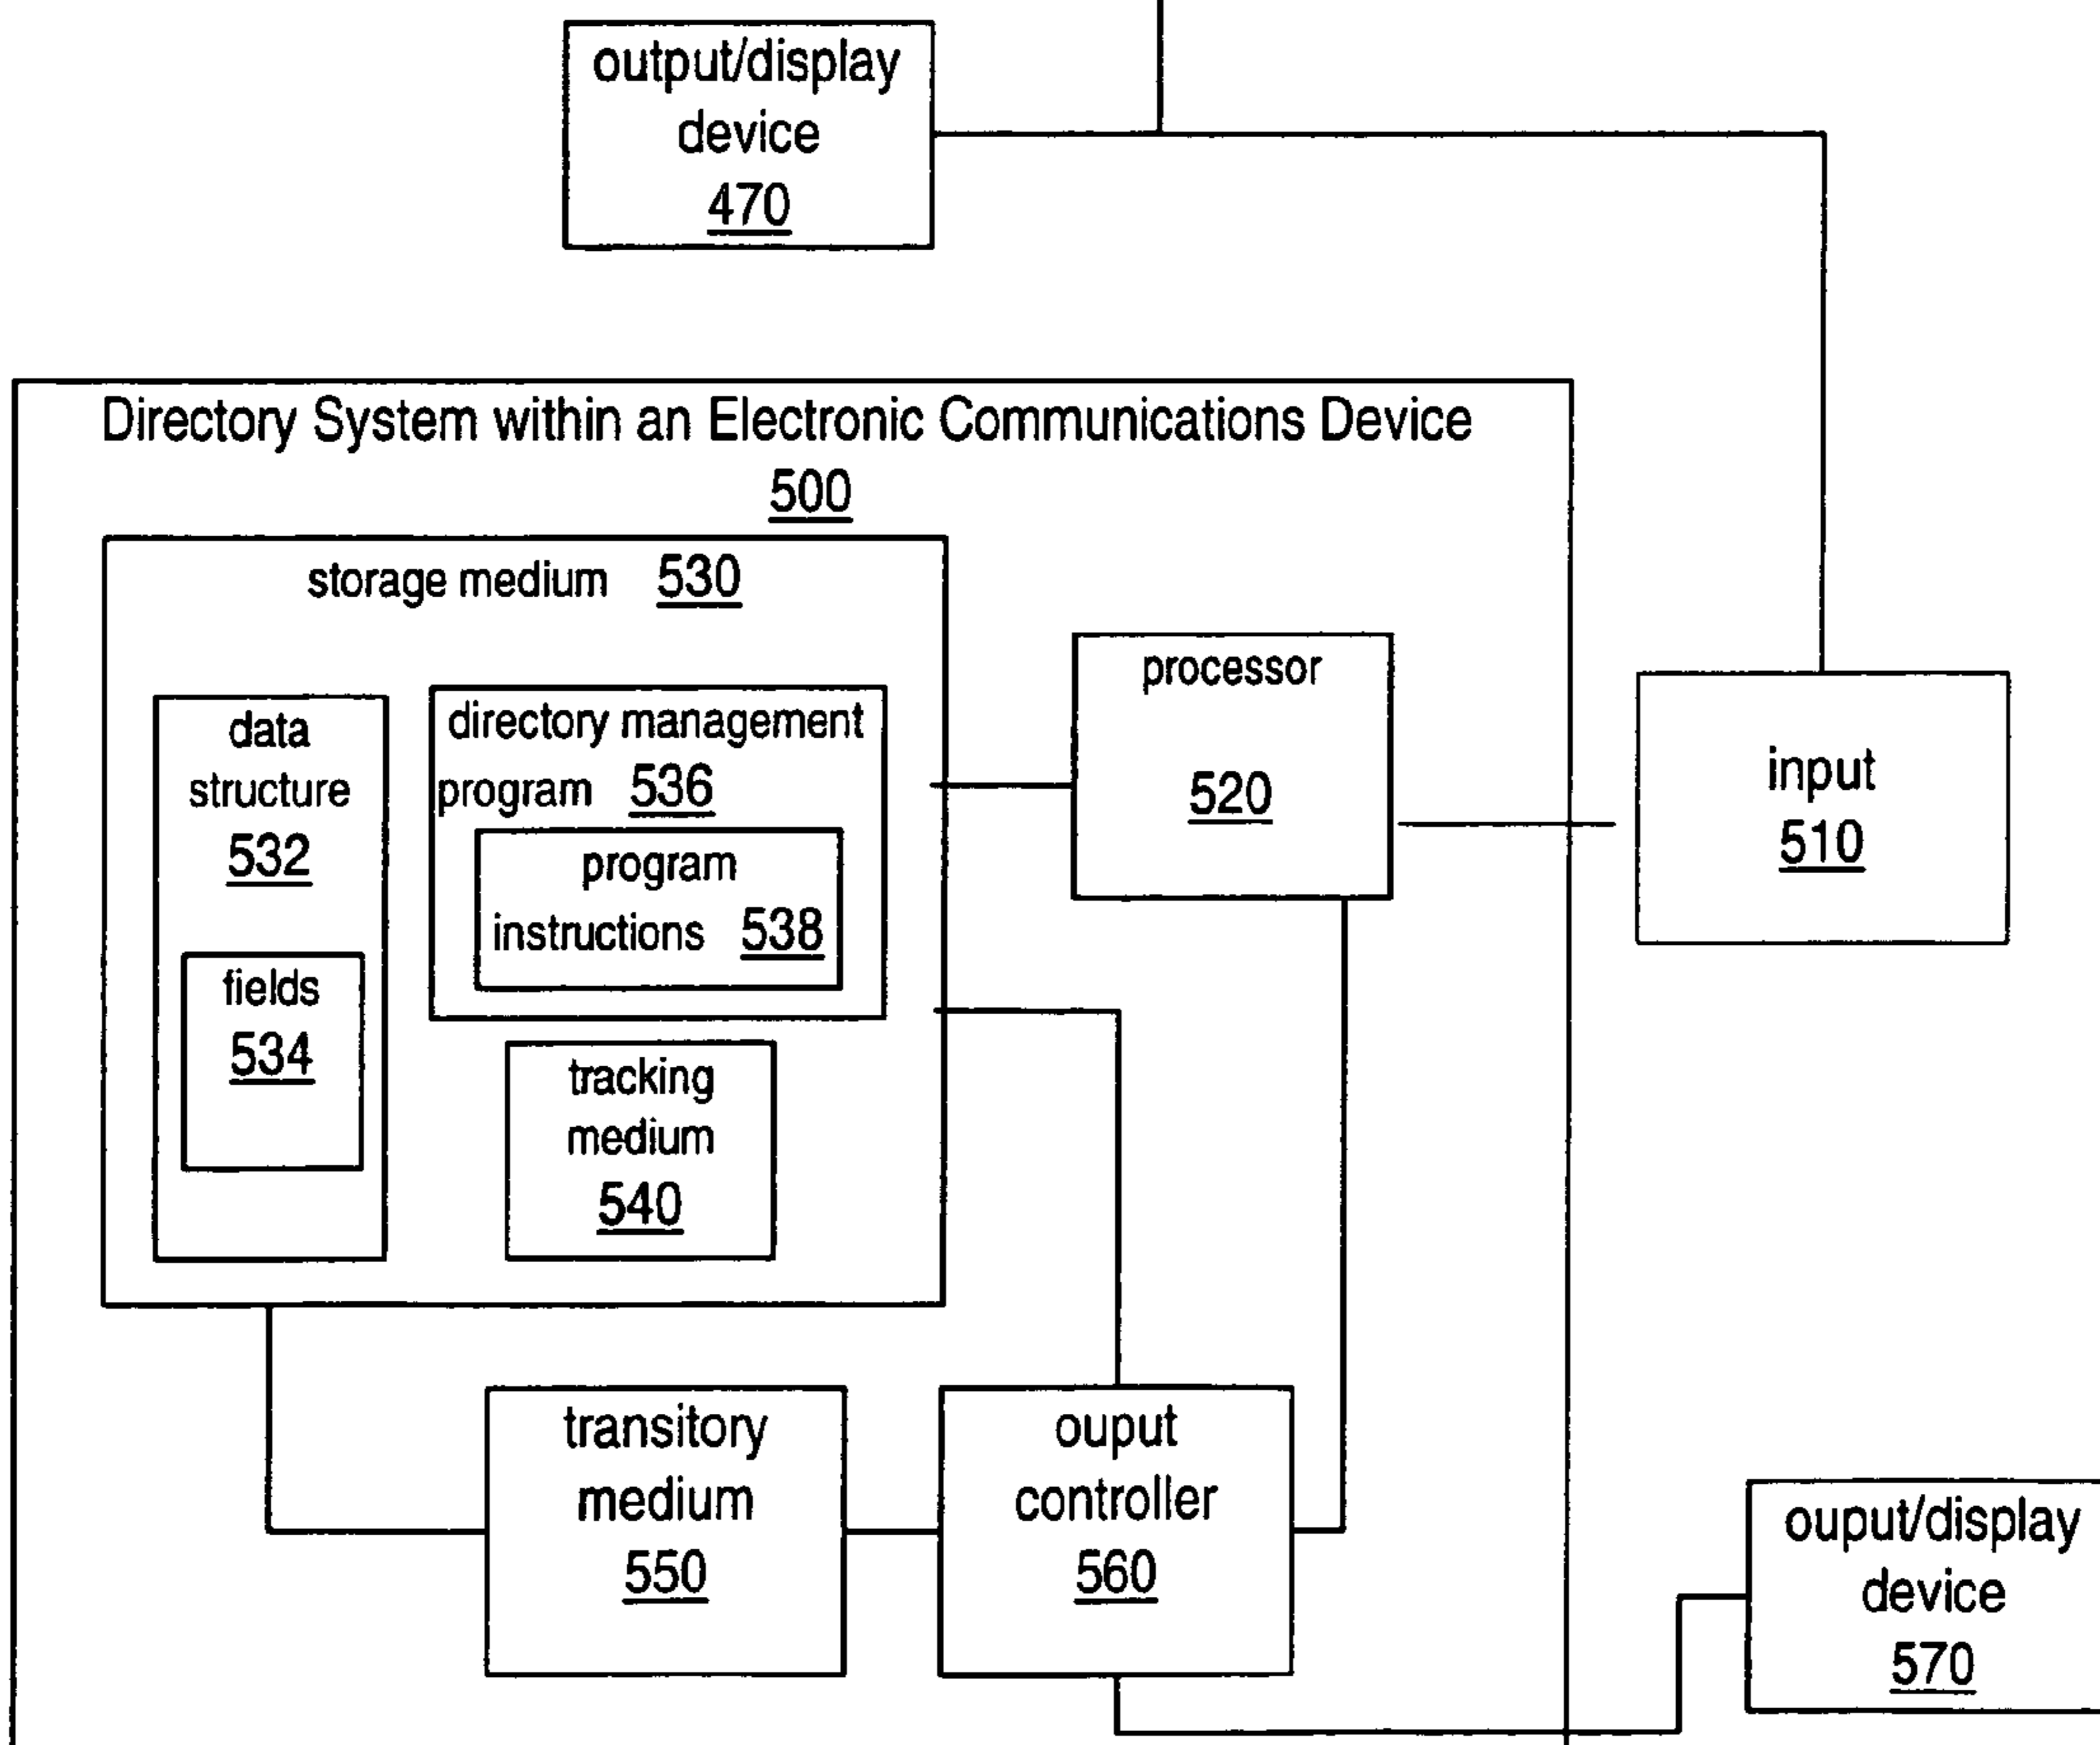 output/display
device
470
Directory System within an Electronic Communications Device
500
storage medium 530
data
structure
532
fields
534
directory management
program 536
program
instructions 538
tracking
medium
540
processor
520
input
510
transitory
medium
550
ouput
controller
560
ouput/display
device
570